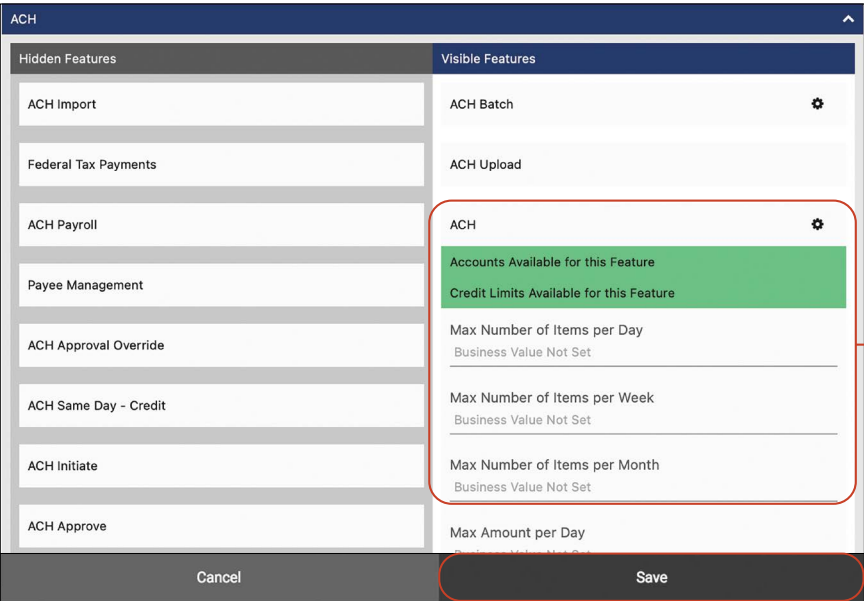 ACH
Hidden Features
ACH Import
Federal Tax Payments
ACH Payroll
Payee Management
ACH Approval Override
ACH Same Day - Credit
ACH Initiate
ACH Approve
Visible Features
ACH Batch
ACH Upload
ACH
Accounts Available for this Feature
Credit Limits Available for this Feature
Max Number of Items per Day
Business Value Not Set
Max Number of Items per Week
Business Value Not Set
Max Number of Items per Month
Business Value Not Set
Max Amount per Day
Business Value Not Set
Cancel
Save